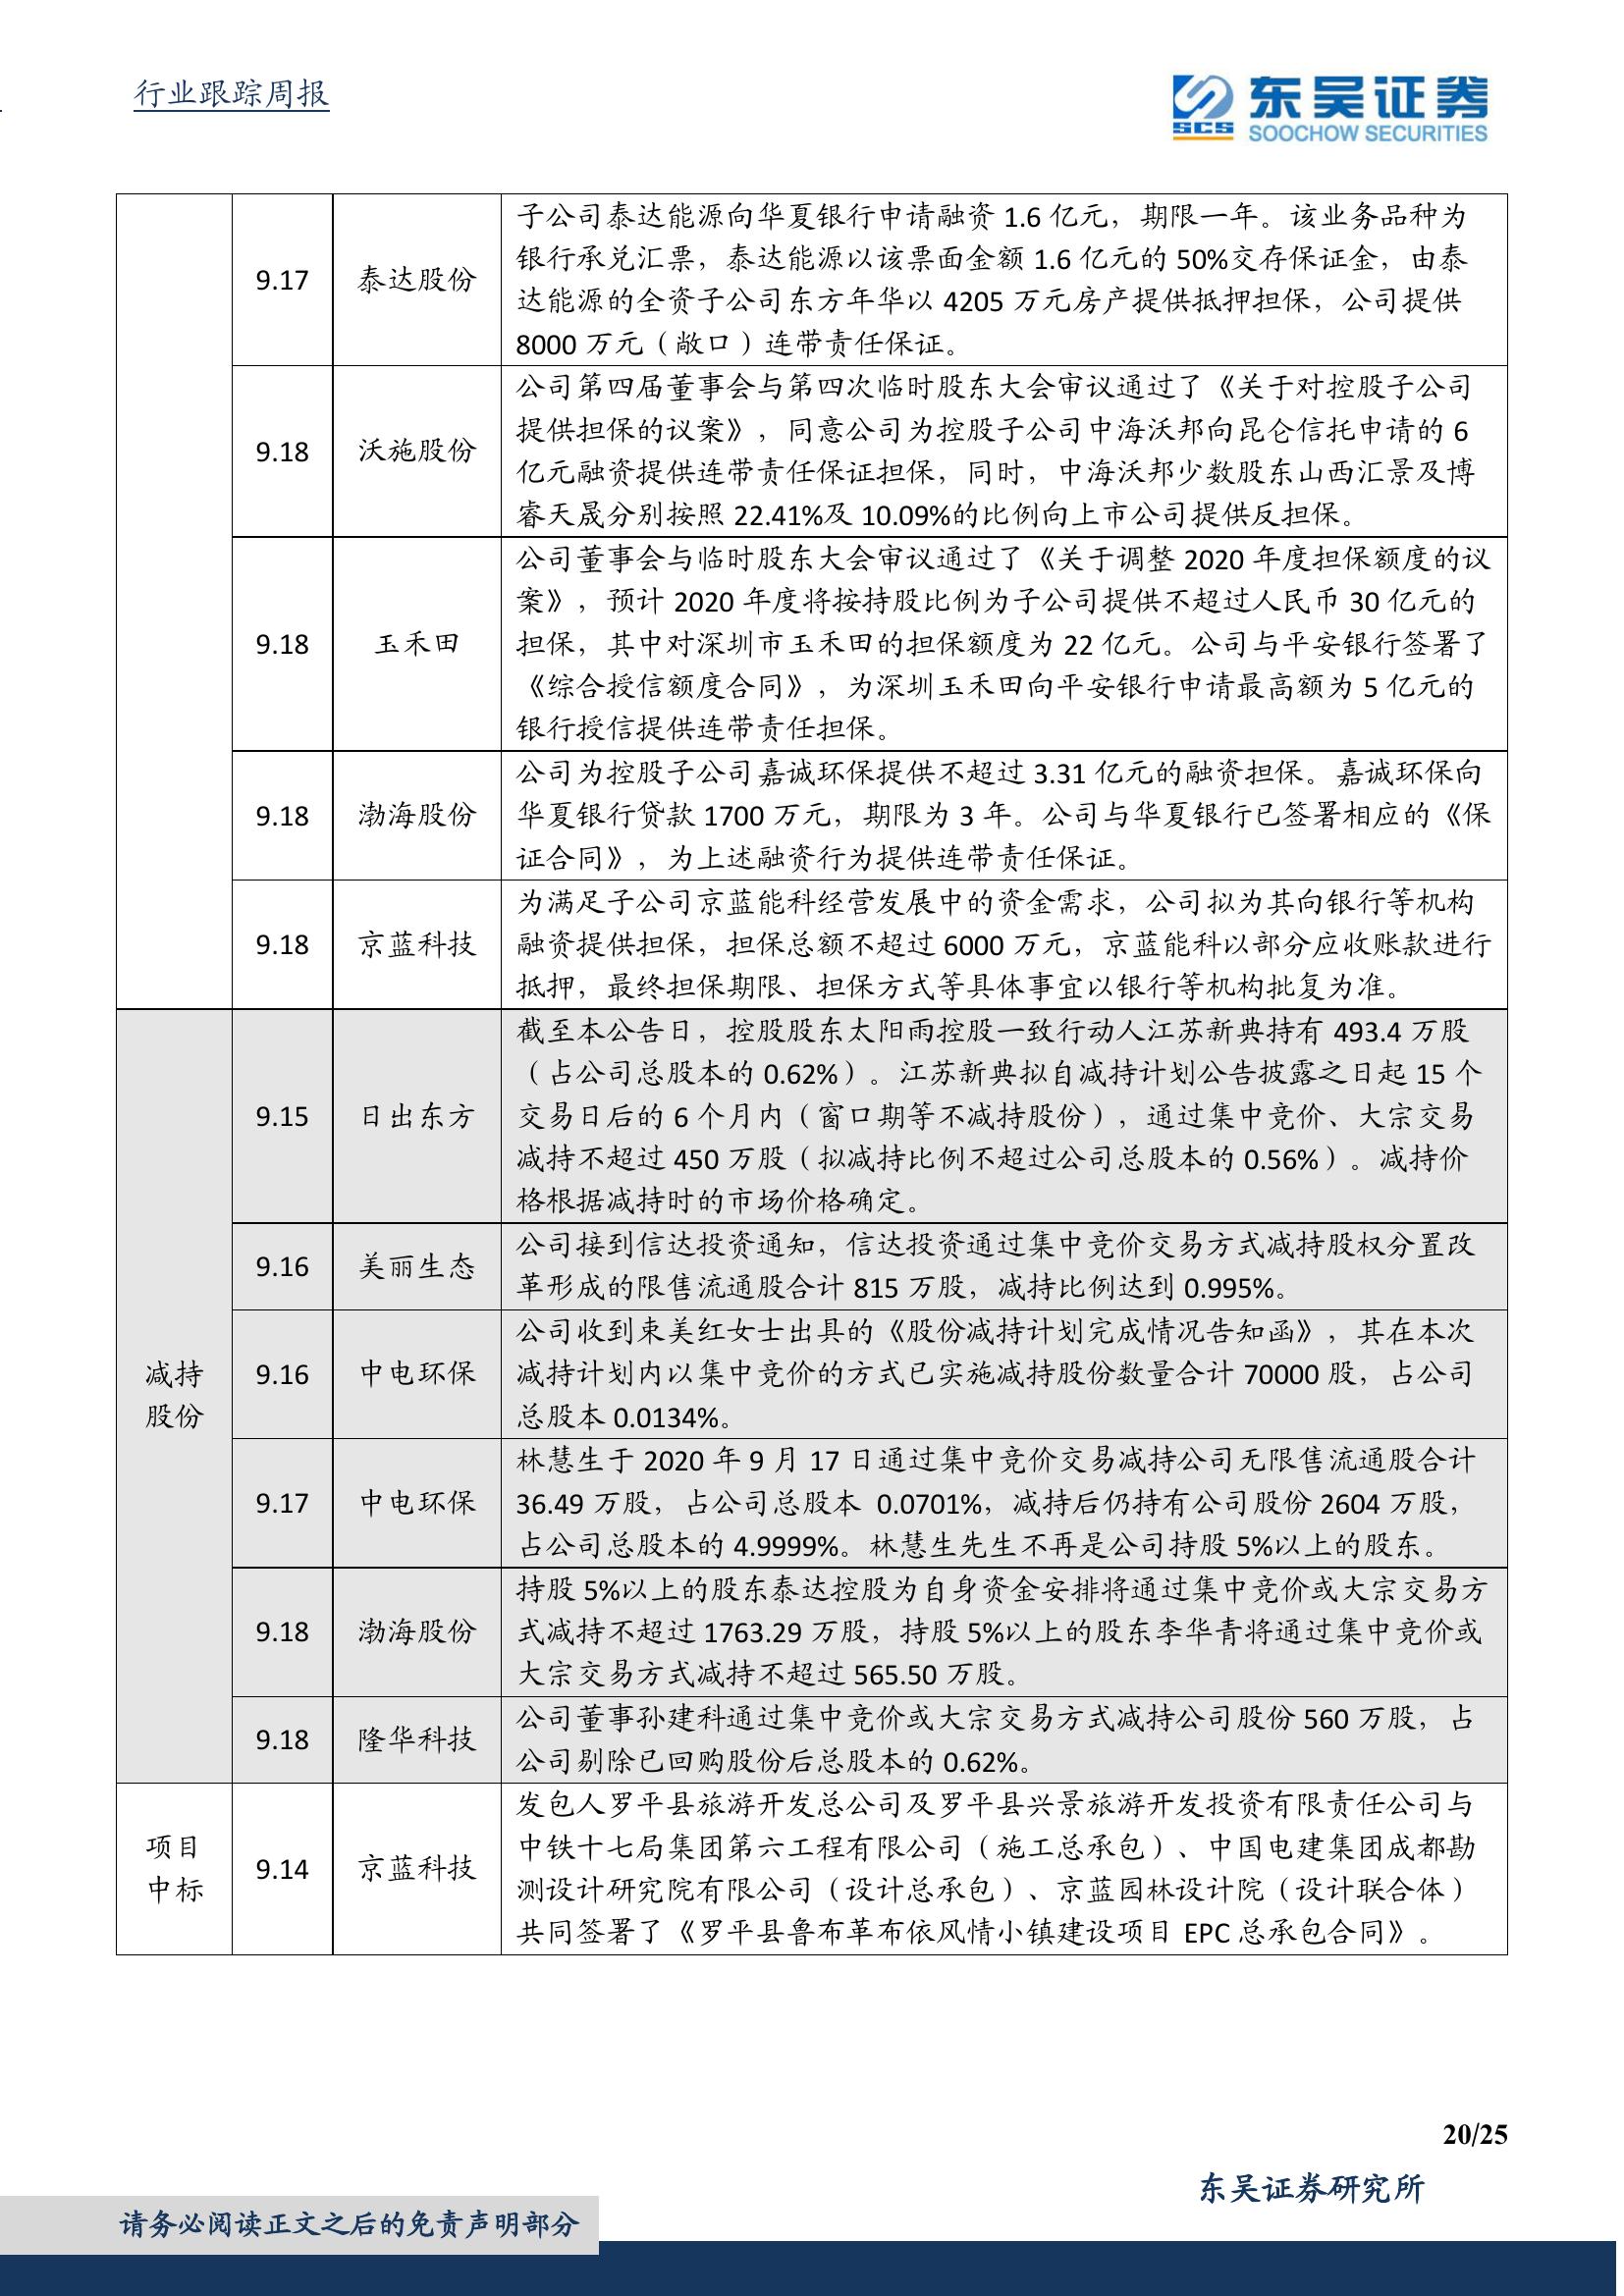 行业跟踪周报
SCS
东吴证券
SOOCHOW SECURITIES
9.17
泰达股份
子公司泰达能源向华夏银行申请融资 1.6 亿元，期限一年。该业务品种为
银行承兑汇票，泰达能源以该票面金额 1.6 亿元的 50%交存保证金，由泰
达能源的全资子公司东方年华以 4205 万元房产提供抵押担保，公司提供
8000 万元（敞口）连带责任保证。
9.18
沃施股份
公司第四届董事会与第四次临时股东大会审议通过了《关于对控股子公司
提供担保的议案》，同意公司为控股子公司中海沃邦向昆仑信托申请的 6
亿元融资提供连带责任保证担保，同时，中海沃邦少数股东山西汇景及博
睿天晟分别按照 22.41%及 10.09%的比例向上市公司提供反担保。
9.18
玉禾田
公司董事会与临时股东大会审议通过了《关于调整 2020 年度担保额度的议
案》，预计 2020 年度将按持股比例为子公司提供不超过人民币 30 亿元的
担保，其中对深圳市玉禾田的担保额度为 22 亿元。公司与平安银行签署了
《综合授信额度合同》，为深圳玉禾田向平安银行申请最高额为 5 亿元的
银行授信提供连带责任担保。
9.18
渤海股份
公司为控股子公司嘉诚环保提供不超过 3.31 亿元的融资担保。嘉诚环保向
华夏银行贷款 1700 万元，期限为 3 年。公司与华夏银行已签署相应的《保
证合同》，为上述融资行为提供连带责任保证。
9.18
京蓝科技
为满足子公司京蓝能科经营发展中的资金需求，公司拟为其向银行等机构
融资提供担保，担保总额不超过 6000 万元，京蓝能科以部分应收账款进行
抵押，最终担保期限、担保方式等具体事宜以银行等机构批复为准。
减持
股份
9.15
日出东方
截至本公告日，控股股东太阳雨控股一致行动人江苏新典持有 493.4 万股
（占公司总股本的 0.62%）。江苏新典拟自减持计划公告披露之日起 15 个
交易日后的 6 个月内（窗口期等不减持股份），通过集中竞价、大宗交易
减持不超过 450 万股（拟减持比例不超过公司总股本的 0.56%）。减持价
格根据减持时的市场价格确定。
9.16
美丽生态
公司接到信达投资通知，信达投资通过集中竞价交易方式减持股权分置改
革形成的限售流通股合计 815 万股，减持比例达到 0.995%。
9.16
中电环保
公司收到束美红女士出具的《股份减持计划完成情况告知函》，其在本次
减持计划内以集中竞价的方式已实施减持股份数量合计 70000 股，占公司
总股本 0.0134%。
9.17
中电环保
林慧生于 2020 年 9 月 17 日通过集中竞价交易减持公司无限售流通股合计
36.49 万股，占公司总股本 0.0701%，减持后仍持有公司股份 2604 万股，
占公司总股本的 4.9999%。林慧生先生不再是公司持股 5%以上的股东。
9.18
渤海股份
持股 5%以上的股东泰达控股为自身资金安排将通过集中竞价或大宗交易方
式减持不超过 1763.29 万股，持股 5%以上的股东李华青将通过集中竞价或
大宗交易方式减持不超过 565.50 万股。
9.18
隆华科技
公司董事孙建科通过集中竞价或大宗交易方式减持公司股份 560 万股，占
公司剔除已回购股份后总股本的 0.62%。
项目
中标
9.14
京蓝科技
发包人罗平县旅游开发总公司及罗平县兴景旅游开发投资有限责任公司与
中铁十七局集团第六工程有限公司（施工总承包）、中国电建集团成都勘
测设计研究院有限公司（设计总承包）、京蓝园林设计院（设计联合体）
共同签署了《罗平县鲁布革布依风情小镇建设项目 EPC 总承包合同》。
20/25
东吴证券研究所
请务必阅读正文之后的免责声明部分